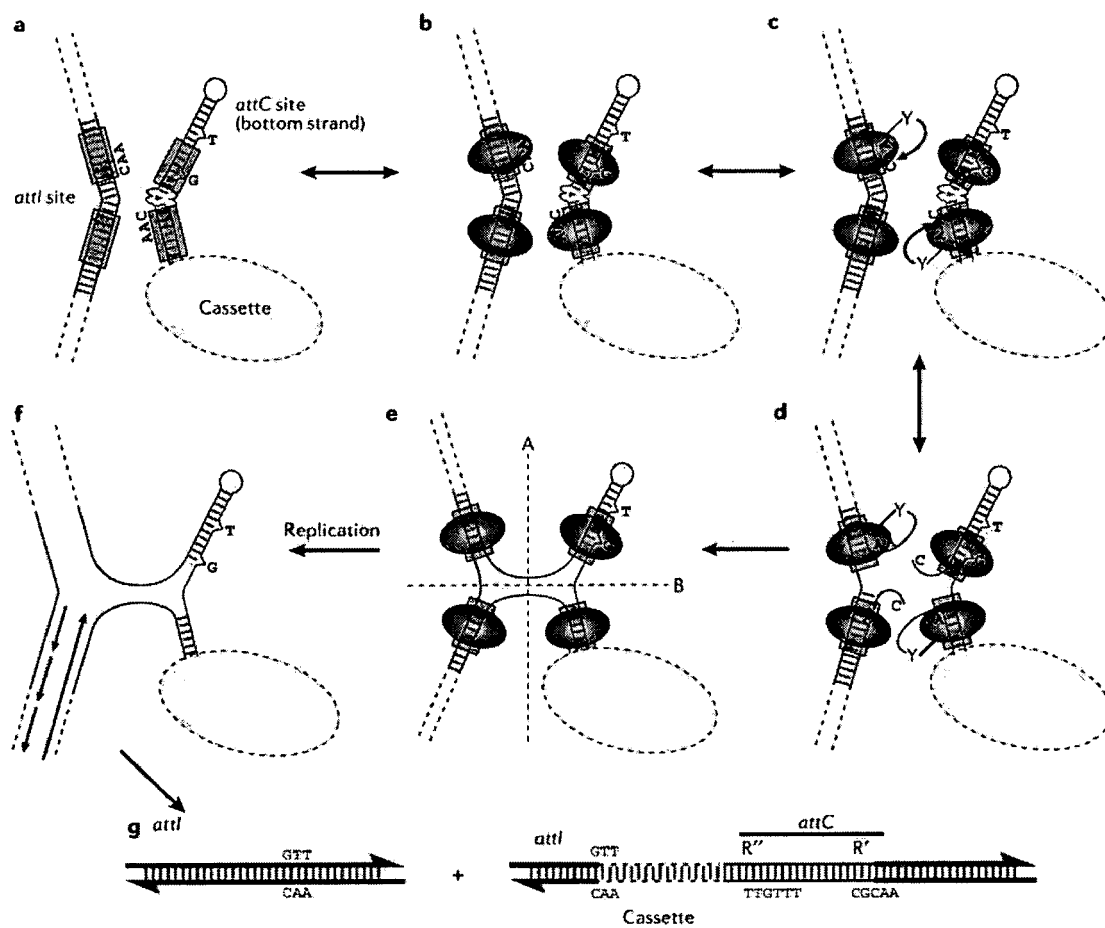 a
attC site
(bottom strand)
T
CAA
G
attI site
AAC
Cassette
b
T
C
C
c
Y
T
C
C
Y
f
T
G
Replication
e
A
T
B
d
Y
T
C
C
Y
g
attI
GTT
CAA
+
attI
GTT
attC
R''
R'
CAA
TTGTTT
CGCAA
Cassette